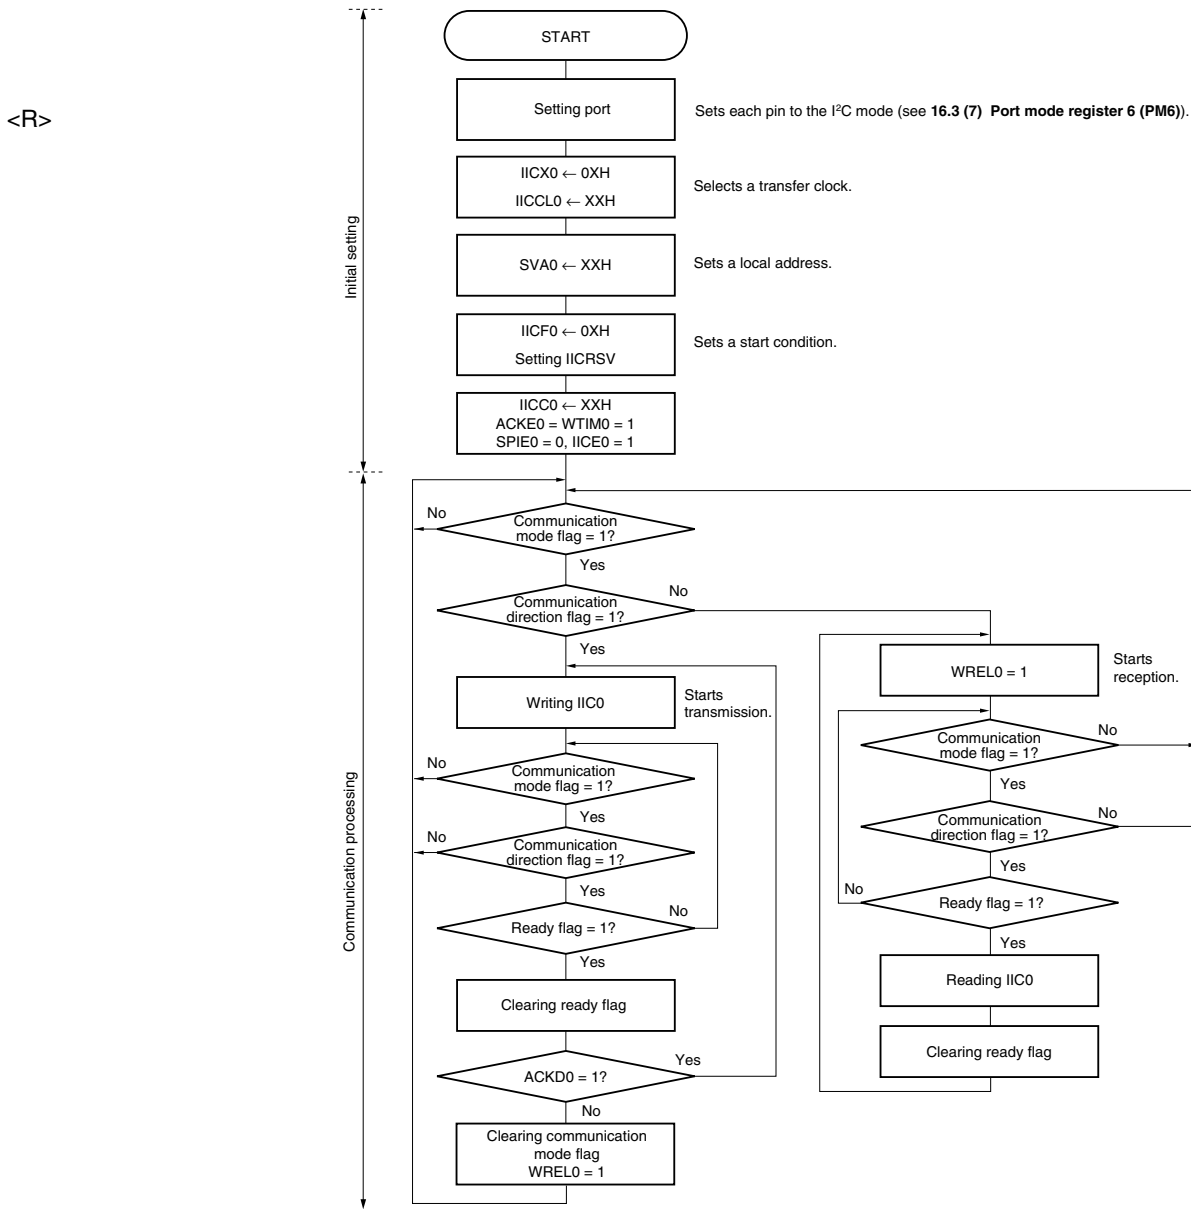 START
<R>
Setting port
Sets each pin to the I²C mode (see 16.3 (7) Port mode register 6 (PM6)).
IICX0 ← 0XH
IICCL0 ← XXH
Selects a transfer clock.
Initial setting
SVA0 ← XXH
Sets a local address.
IICF0 ← 0XH
Setting IICRSV
Sets a start condition.
IICC0 ← XXH
ACKE0 = WTIM0 = 1
SPIE0 = 0, IICE0 = 1
Communication processing
No
Communication
mode flag = 1?
Yes
Communication
direction flag = 1?
No
Yes
Writing IIC0
Starts
transmission.
No
Communication
mode flag = 1?
Yes
No
Communication
direction flag = 1?
Yes
Ready flag = 1?
No
Yes
Clearing ready flag
ACKD0 = 1?
Yes
No
Clearing communication
mode flag
WREL0 = 1
WREL0 = 1
Starts
reception.
Communication
mode flag = 1?
No
Yes
Communication
direction flag = 1?
No
Yes
No
Ready flag = 1?
Yes
Reading IIC0
Clearing ready flag